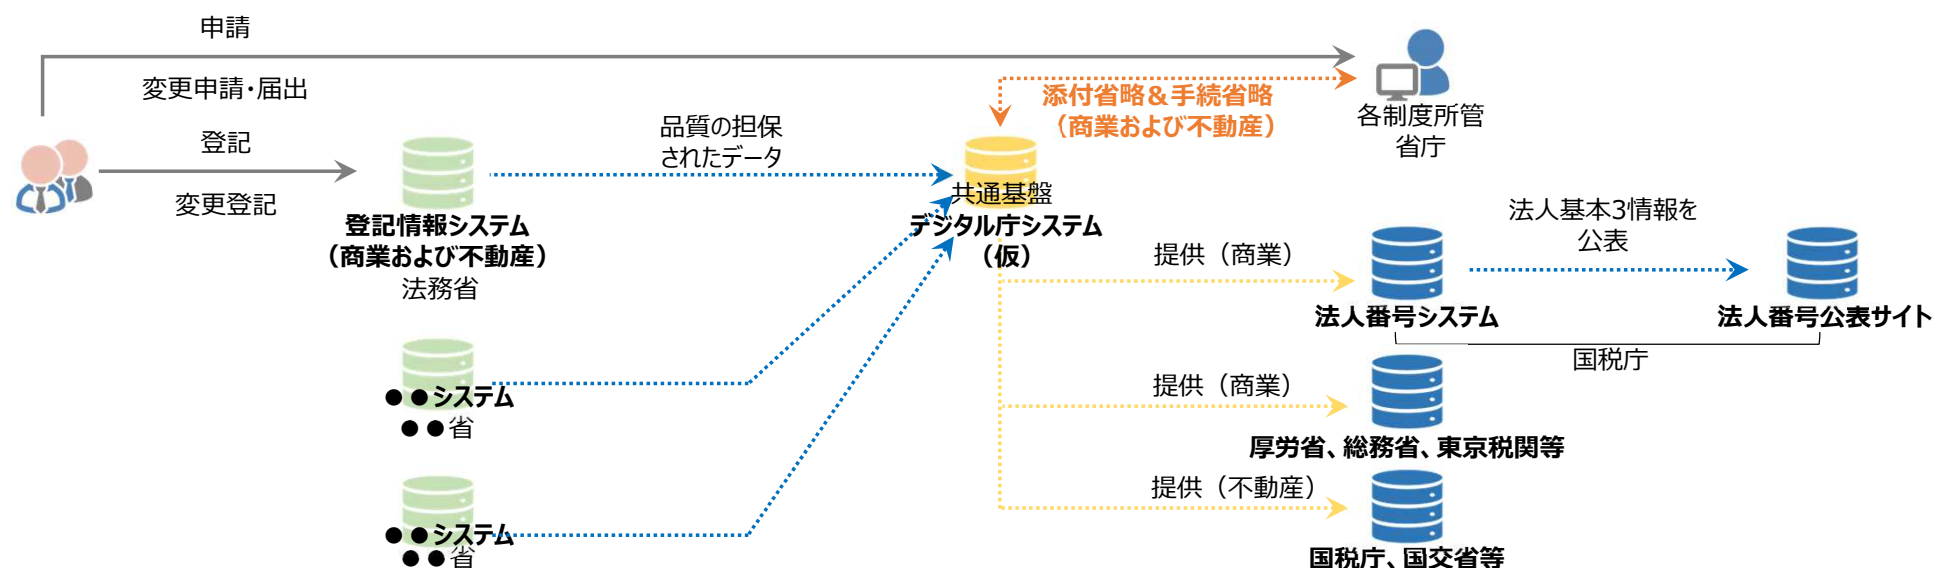 申請
変更申請・届出
登記
変更登記
登記情報システム
（商業および不動産）
法務省
●●システム
●●省
●●システム
●●省
品質の担保
されたデータ
共通基盤
デジタル庁システム
（仮）
添付省略＆手続省略
（商業および不動産）
各制度所管
省庁
提供（商業）
法人番号システム
法人基本3情報を
公表
法人番号公表サイト
国税庁
提供（商業）
厚労省、総務省、東京税関等
提供（不動産）
国税庁、国交省等